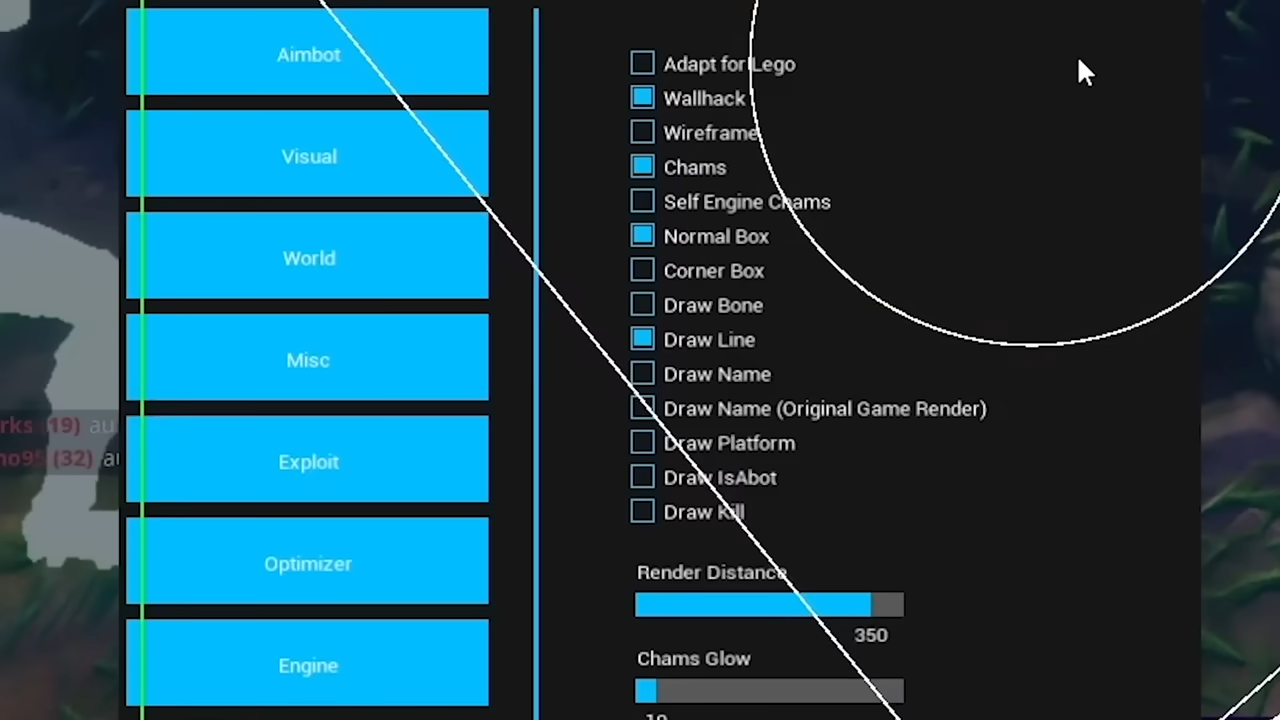 Aimbot
Visual
World
Misc
Exploit
Optimizer
Engine
Adapt for Lego
Wallhack
Wireframe
Chams
Self Engine Chams
Normal Box
Corner Box
Draw Bone
Draw Line
Draw Name
Draw Name (Original Game Render)
Draw Platform
Draw IsAbot
Draw Kill
Render Distance
350
Chams Glow
(19)
(32)